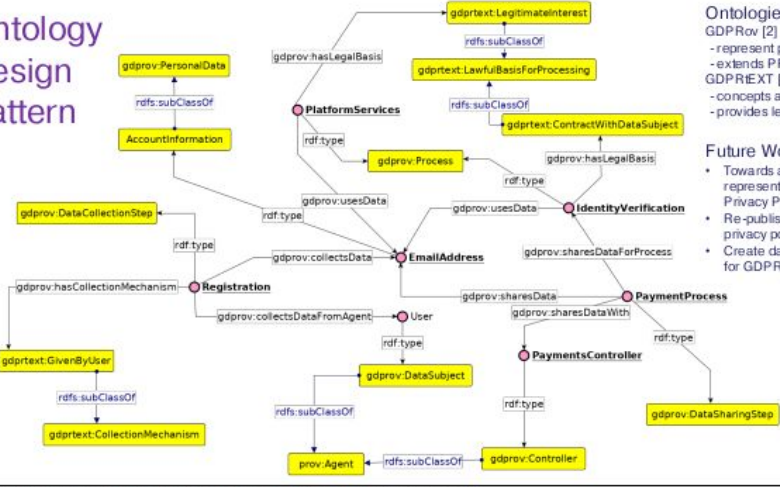 ntology
esign
attern
gdprtext:LegitimateInterest
rdfs:subClassOf
gdprov:hasLegalBasis
gdprov:PersonalData
gdprtext:LawfulBasisForProcessing
rdfs:subClassOf
rdfs:subClassOf
PlatformServices
gdprtext:ContractWithDataSubject
AccountInformation
rdf:type
gdprov:Process
gdprov:hasLegalBasis
rdf:type
gdprov:usesData
gdprov:DataCollectionStep
rdf:type
gdprov:usesData
IdentityVerification
rdf:type
gdprov:collectsData
EmailAddress
gdprov:sharesDataForProcess
gdprov:hasCollectionMechanism
Registration
gdprov:sharesData
PaymentProcess
gdprov:collectsDataFromAgent
User
gdprov:sharesDataWith
rdf:type
rdf:type
gdprtext:GivenByUser
PaymentsController
gdprov:DataSubject
rdfs:subClassOf
rdf:type
rdfs:subClassOf
gdprov:DataSharingStep
gdprtext:CollectionMechanism
prov:Agent
rdfs:subClassOf
gdprov:Controller
Ontologie
GDPRov [2]
- represent p
- extends PR
GDPRtEXT [
- concepts a
- provides le
Future Wo
• Towards a
represent
Privacy P
• Re-publis
privacy po
• Create da
for GDPR